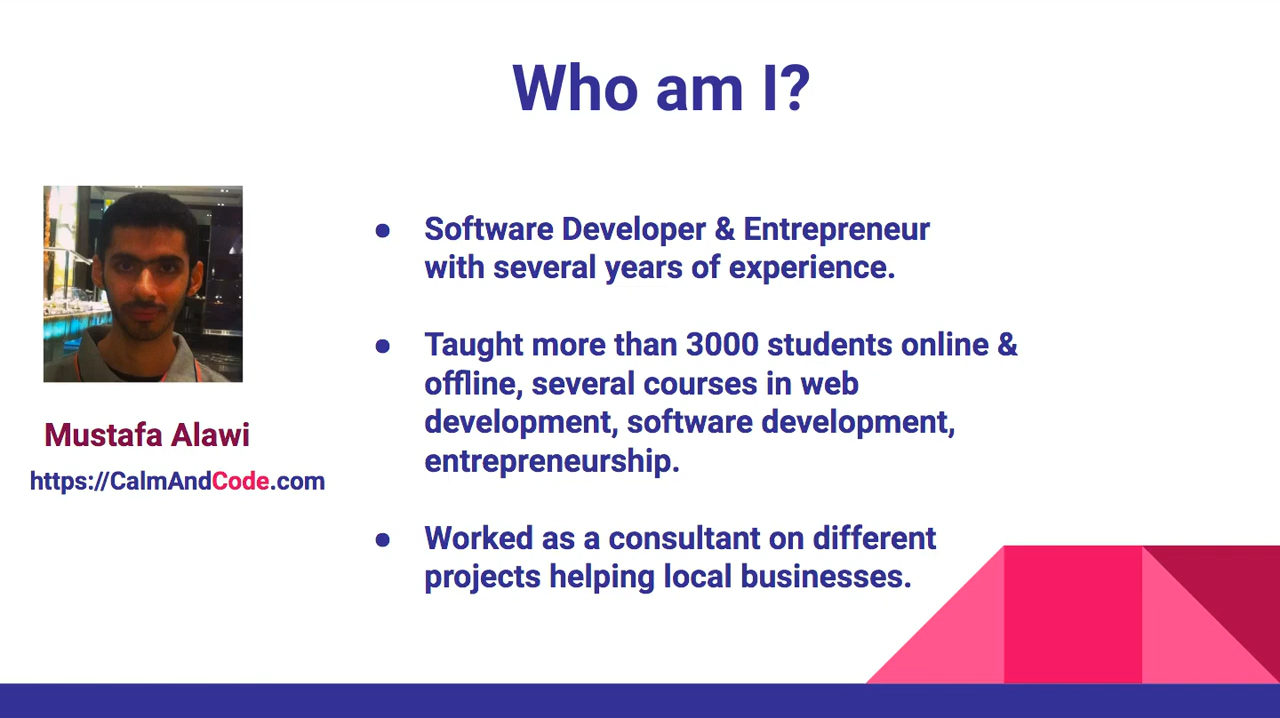 Who am I?
Mustafa Alawi
https://CalmAndCode.com
● Software Developer & Entrepreneur
with several years of experience.
● Taught more than 3000 students online &
offline, several courses in web
development, software development,
entrepreneurship.
● Worked as a consultant on different
projects helping local businesses.